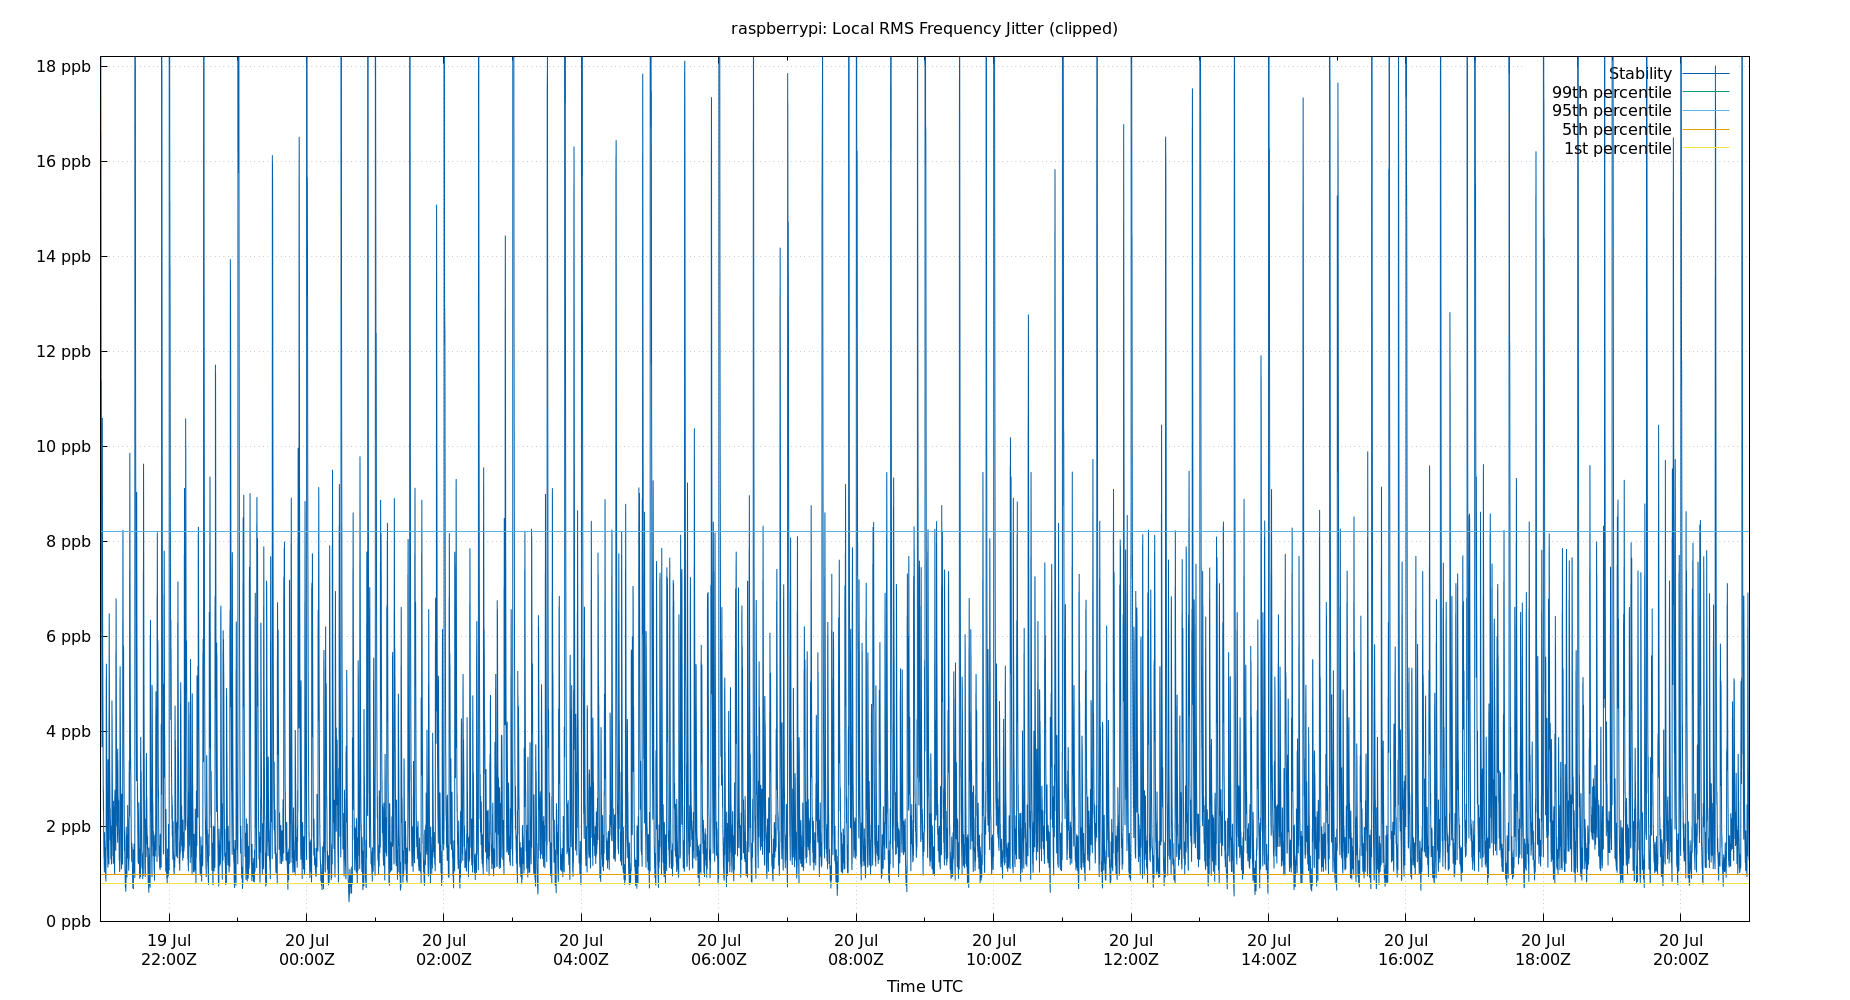 raspberrypi: Local RMS Frequency Jitter (clipped)
18 ppb
16 ppb
14 ppb
12 ppb
10 ppb
8 ppb
6 ppb
4 ppb
2 ppb
0 ppb
Stability
99th percentile
95th percentile
5th percentile
1st percentile
19 Jul
22:00Z
20 Jul
00:00Z
20 Jul
02:00Z
20 Jul
04:00Z
20 Jul
06:00Z
20 Jul
08:00Z
20 Jul
10:00Z
20 Jul
12:00Z
20 Jul
14:00Z
20 Jul
16:00Z
20 Jul
18:00Z
20 Jul
20:00Z
Time UTC